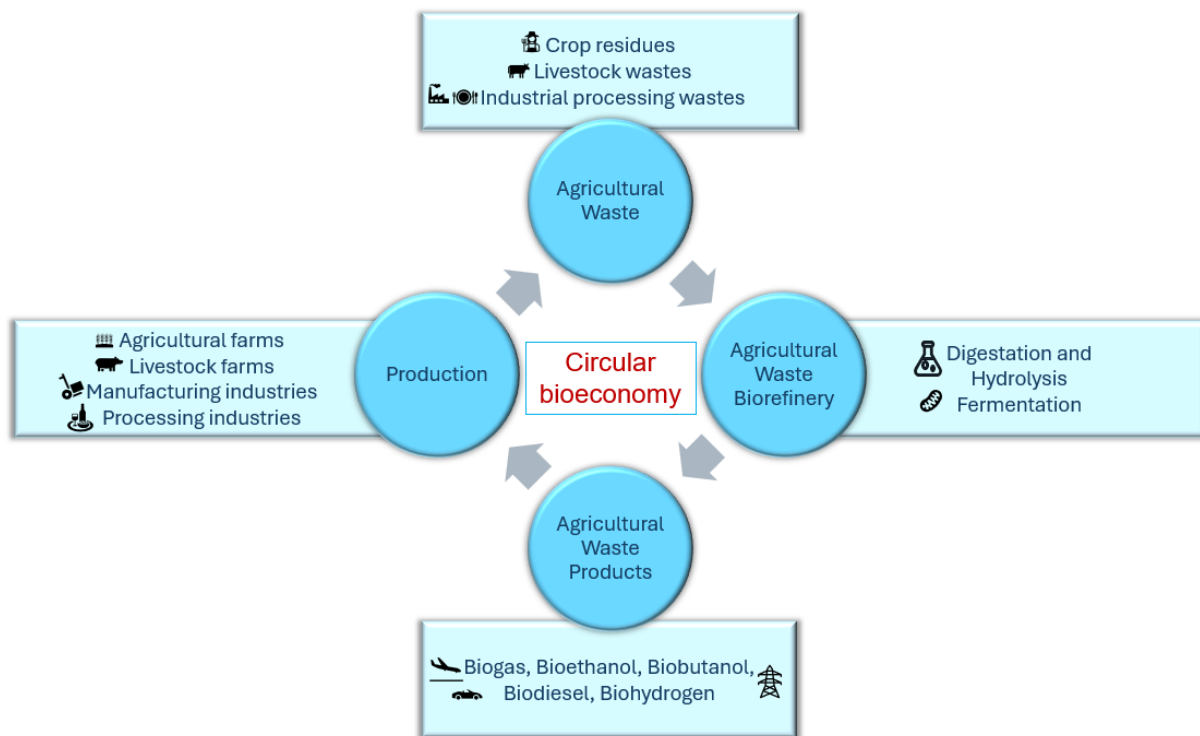 Crop residues
Livestock wastes
Industrial processing wastes
Agricultural
Waste
Agricultural farms
Livestock farms
Manufacturing industries
Processing industries
Production
Circular
bioeconomy
Agricultural
Waste
Biorefinery
Digestation and
Hydrolysis
Fermentation
Agricultural
Waste
Products
Biogas, Bioethanol, Biobutanol,
Biodiesel, Biohydrogen